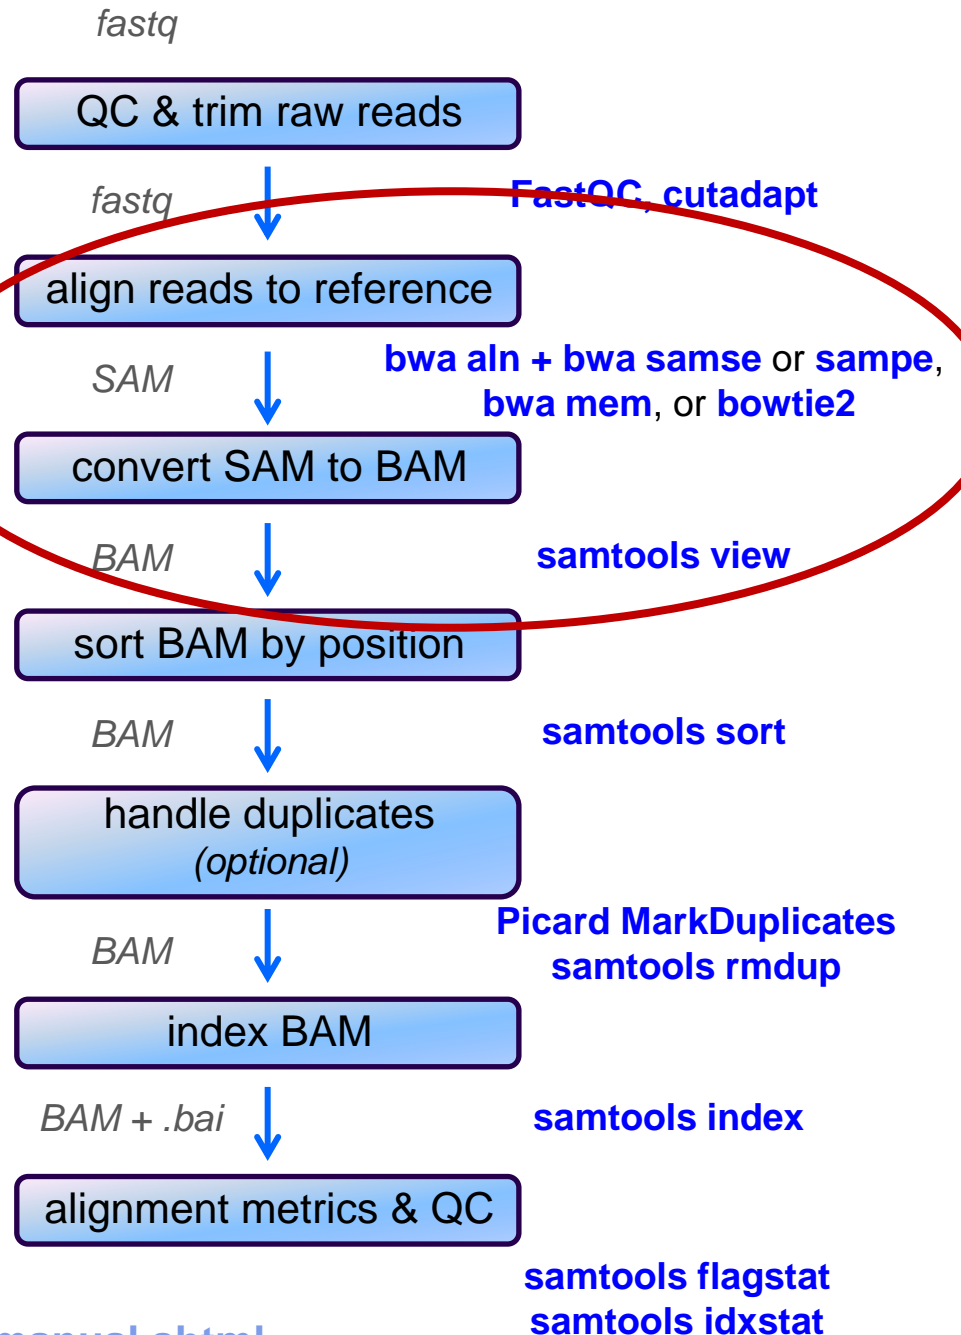 fastq
QC & trim raw reads
fastq
FastQC, cutadapt
align reads to reference
SAM
bwa aln + bwa samse or sampe,
bwa mem, or bowtie2
convert SAM to BAM
BAM
samtools view
sort BAM by position
BAM
samtools sort
handle duplicates
(optional)
BAM
Picard MarkDuplicates
samtools rmdup
index BAM
BAM + .bai
samtools index
alignment metrics & QC
samtools flagstat
samtools idxstat
manual.shtml